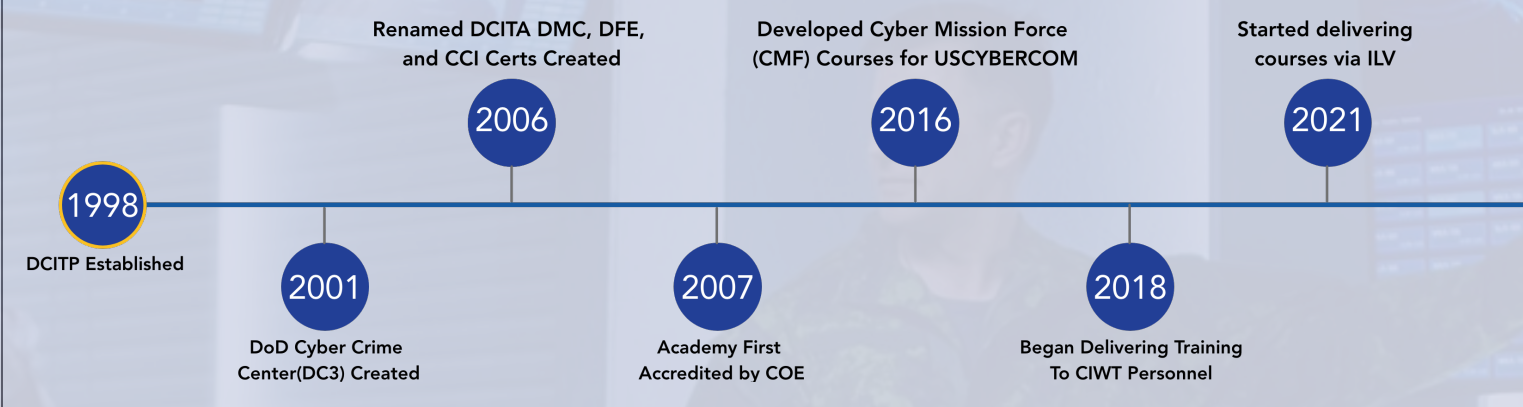 1998
DCITP Established
2001
DoD Cyber Crime
Center(DC3) Created
Renamed DCITA DMC, DFE,
and CCI Certs Created
2006
2007
Academy First
Accredited by COE
Developed Cyber Mission Force
(CMF) Courses for USCYBERCOM
2016
2018
Began Delivering Training
To CIWT Personnel
Started delivering
courses via ILV
2021